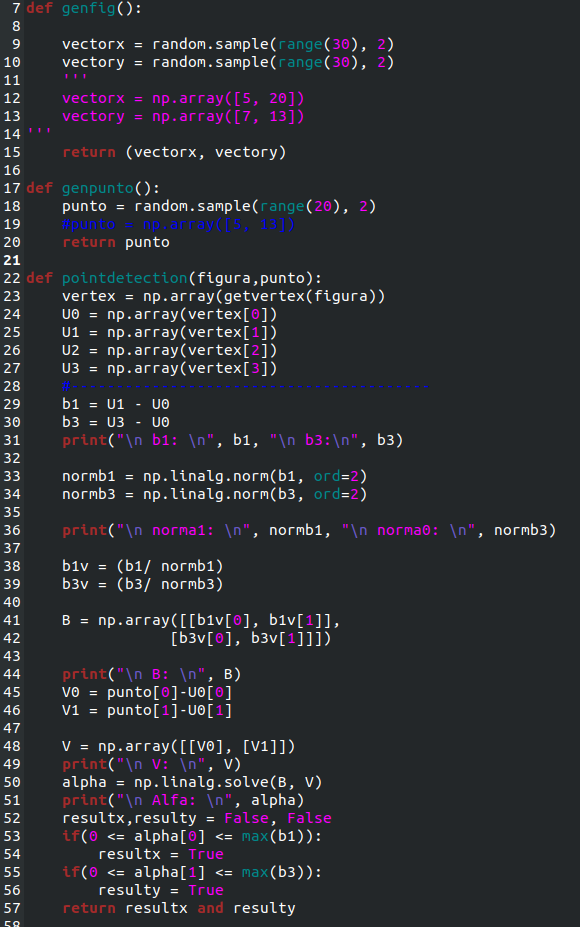 7 def genfig():
8
9     vectorx = random.sample(range(30), 2)
10     vectory = random.sample(range(30), 2)
11     '''
12     vectorx = np.array([5, 20])
13     vectory = np.array([7, 13])
14 '''
15     return (vectorx, vectory)
16
17 def genpunto():
18     punto = random.sample(range(20), 2)
19     #punto = np.array([5, 13])
20     return punto
21
22 def pointdetection(figura,punto):
23     vertex = np.array(getvertex(figura))
24     U0 = np.array(vertex[0])
25     U1 = np.array(vertex[1])
26     U2 = np.array(vertex[2])
27     U3 = np.array(vertex[3])
28     #----------------------------------------
29     b1 = U1 - U0
30     b3 = U3 - U0
31     print("\n b1: \n", b1, "\n b3:\n", b3)
32
33     normb1 = np.linalg.norm(b1, ord=2)
34     normb3 = np.linalg.norm(b3, ord=2)
35
36     print("\n norma1: \n", normb1, "\n norma0: \n", normb3)
37
38     b1v = (b1/ normb1)
39     b3v = (b3/ normb3)
40
41     B = np.array([[b1v[0], b1v[1]],
42                 [b3v[0], b3v[1]]])
43
44     print("\n B: \n", B)
45     V0 = punto[0]-U0[0]
46     V1 = punto[1]-U0[1]
47
48     V = np.array([[V0], [V1]])
49     print("\n V: \n", V)
50     alpha = np.linalg.solve(B, V)
51     print("\n Alfa: \n", alpha)
52     resultx,resulty = False, False
53     if(0 <= alpha[0] <= max(b1)):
54         resultx = True
55     if(0 <= alpha[1] <= max(b3)):
56         resulty = True
57     return resultx and resulty
58